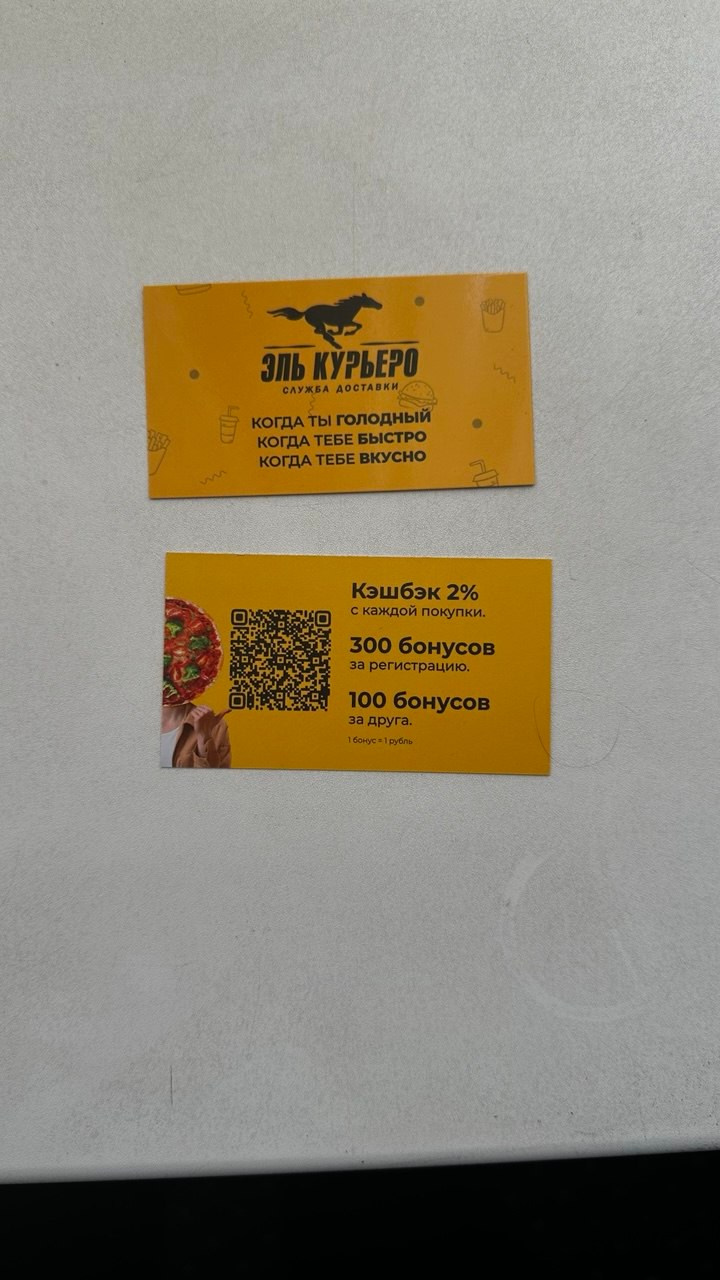 ЭЛЬ КУРЬЕРО
СЛУЖБА ДОСТАВКИ
КОГДА ТЫ ГОЛОДНЫЙ
КОГДА ТЕБЕ БЫСТРО
КОГДА ТЕБЕ ВКУСНО
Кэшбэк 2%
с каждой покупки.
300 бонусов
за регистрацию.
100 бонусов
за друга.
1 бонус = 1 рубль